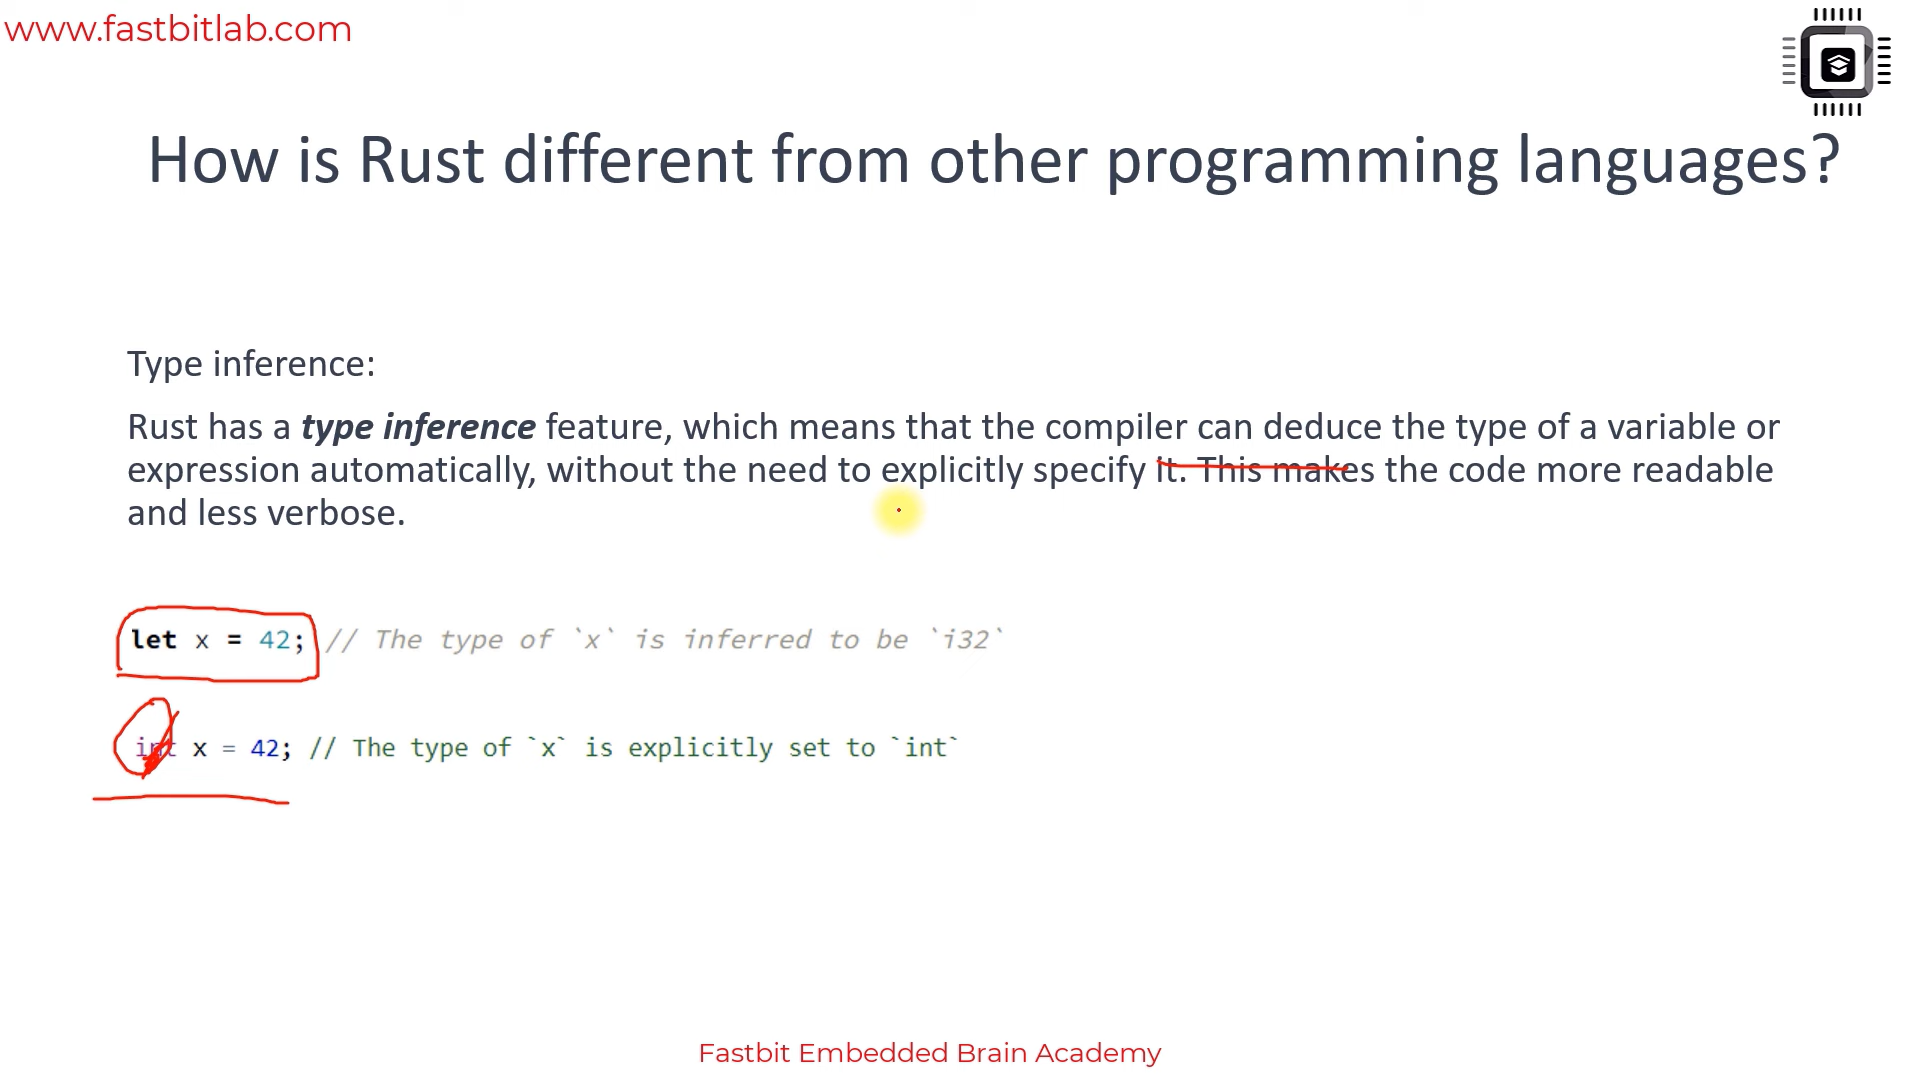 www.fastbitlab.com
How is Rust different from other programming languages?
Type inference:
Rust has a type inference feature, which means that the compiler can deduce the type of a variable or
expression automatically, without the need to explicitly specify it. This makes the code more readable
and less verbose.
let x = 42; // The type of `x` is inferred to be `i32`
int x = 42; // The type of `x` is explicitly set to `int`
Fastbit Embedded Brain Academy